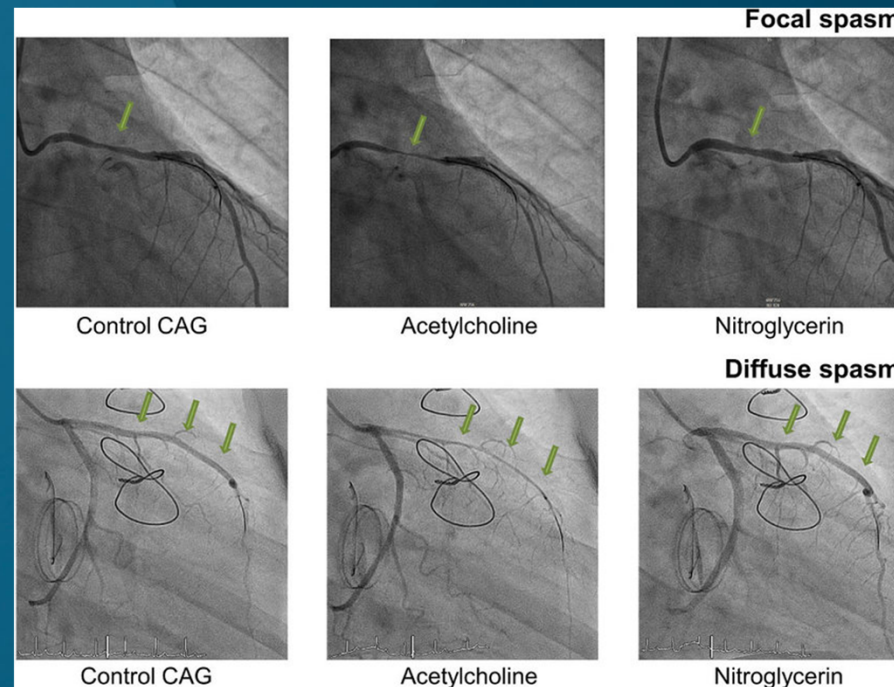 Focal spasm
Control CAG
Acetylcholine
Nitroglycerin
Diffuse spasm
Control CAG
Acetylcholine
Nitroglycerin